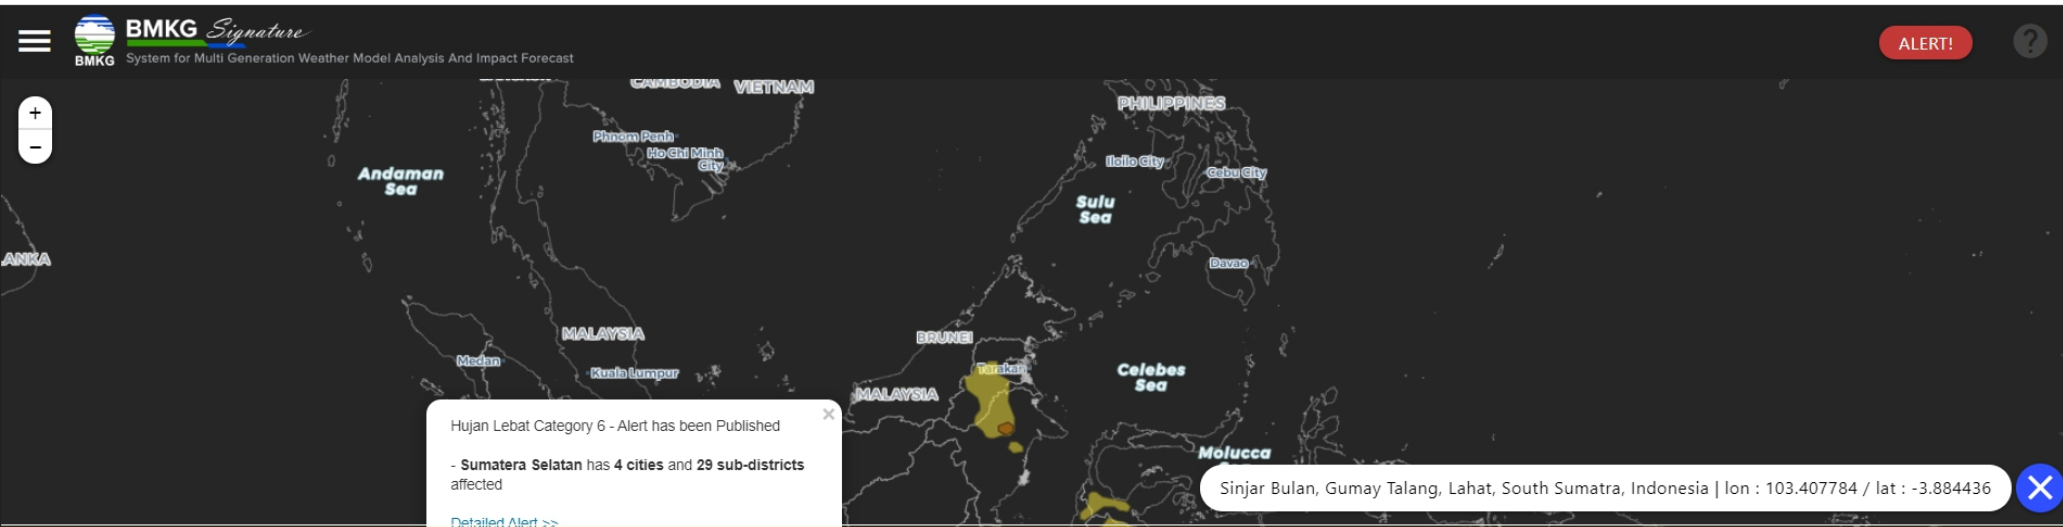 BMKG Signature
BMKG
System for Multi Generation Weather Model Analysis And Impact Forecast
ALERT!
?
+
-
CAMBODIA
VIETNAM
PHILIPPINES
Phnom Penh
Ho Chi Minh
City
Iloilo City
Cebu City
Andaman
Sea
Sulu
Sea
ANKA
Davao
MALAYSIA
BRUNEI
Medan
Kuala Lumpur
Tarakan
Celebes
Sea
MALAYSIA
Hujan Lebat Category 6 - Alert has been Published
×
- Sumatera Selatan has 4 cities and 29 sub-districts
affected
Detailed Alert >>
Molucca
Sinjar Bulan, Gumay Talang, Lahat, South Sumatra, Indonesia | lon : 103.407784 / lat : -3.884436